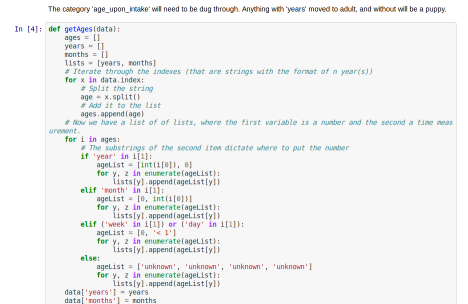 The category 'age_upon_intake' will need to be dug through. Anything with 'years' moved to adult, and without will be a puppy.
In [4]: def getAges(data):
    ages = []
    years = []
    months = []
    lists = [years, months]
    # Iterate through the indexes (that are strings with the format of n year(s))
    for x in data.index:
        # Split the string
        age = x.split()
        # Add it to the list
        ages.append(age)
    # Now we have a list of of lists, where the first variable is a number and the second a time meas
urement.
    for i in ages:
        # The substrings of the second item dictate where to put the number
        if 'year' in i[1]:
            ageList = [int(i[0]), 0]
            for y, z in enumerate(ageList):
                lists[y].append(ageList[y])
        elif 'month' in i[1]:
            ageList = [0, int(i[0])]
            for y, z in enumerate(ageList):
                lists[y].append(ageList[y])
        elif ('week' in i[1]) or ('day' in i[1]):
            ageList = [0, '< 1']
            for y, z in enumerate(ageList):
                lists[y].append(ageList[y])
        else:
            ageList = ['unknown', 'unknown', 'unknown', 'unknown']
            for y, z in enumerate(ageList):
                lists[y].append(ageList[y])
    data['years'] = years
    data['months'] = months